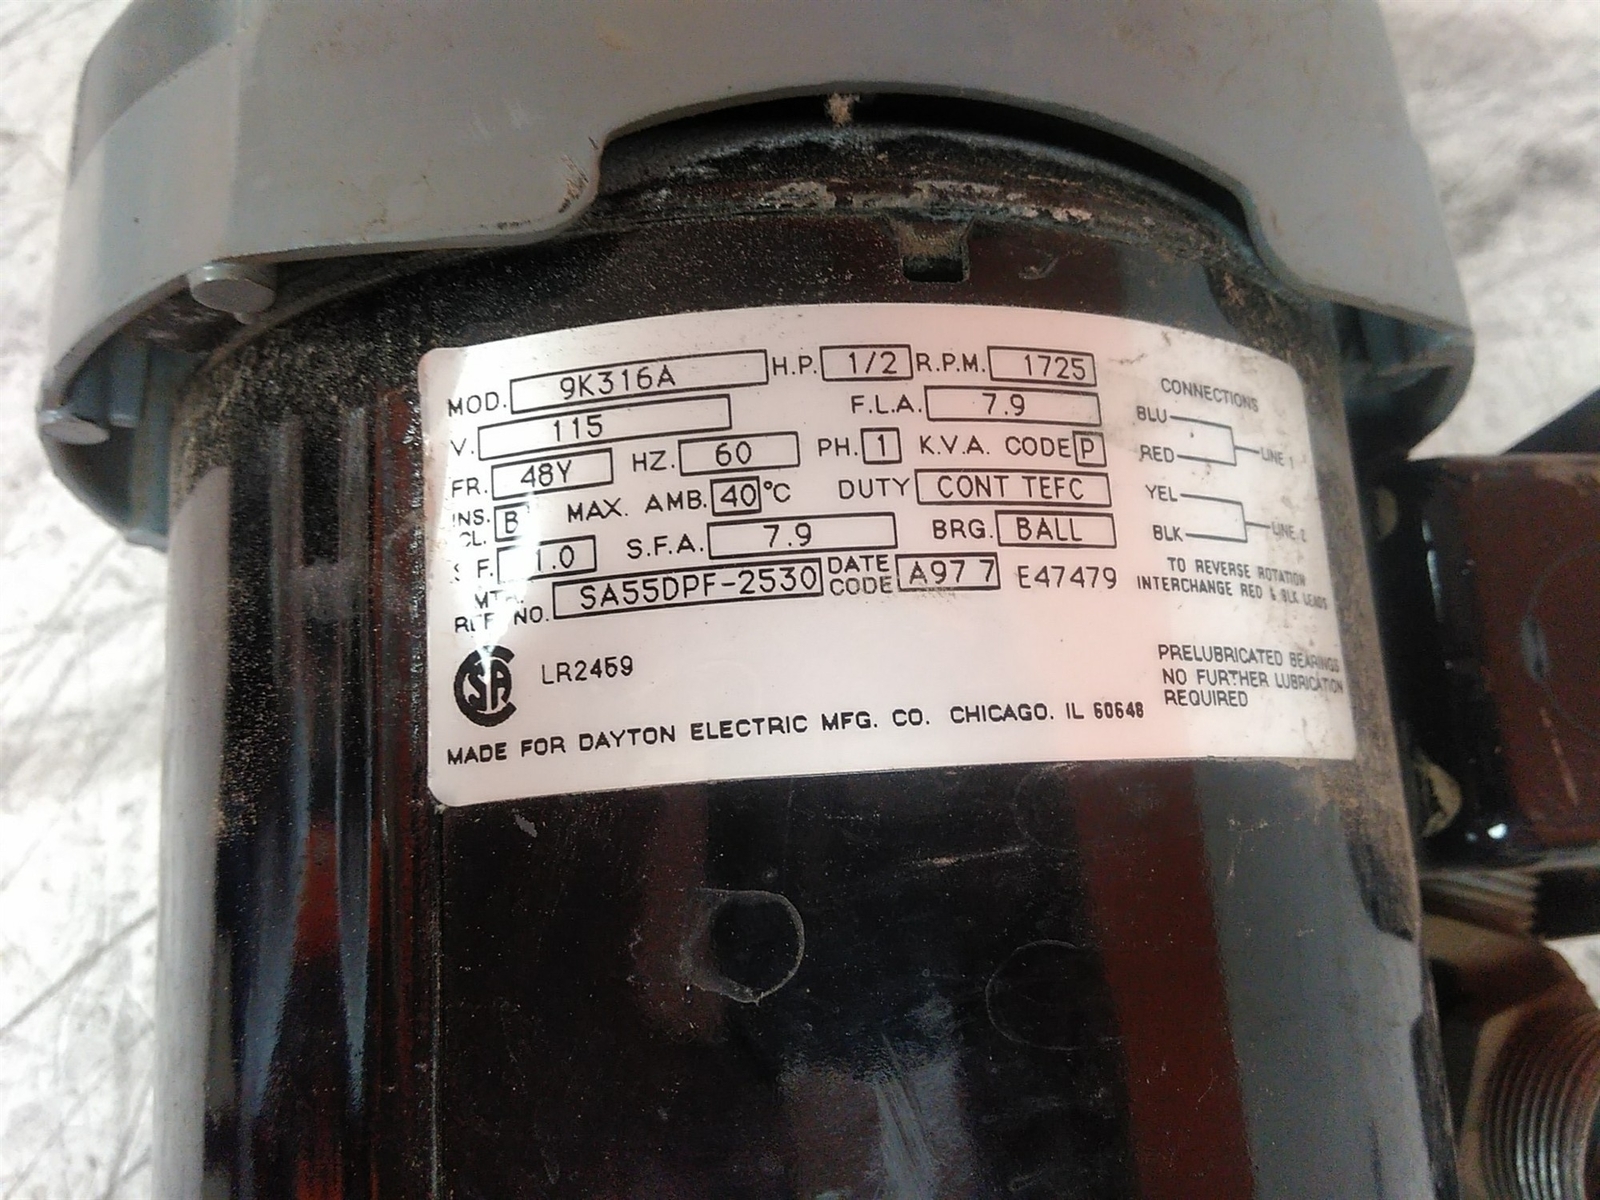 MOD. 9K316A H.P. 1/2 R.P.M. 1725
V. 115 F.L.A. 7.9
FR. 48Y HZ. 60 PH. 1 K.V.A. CODE P
INS. CL. B MAX. AMB. 40 °C DUTY CONT TEFC
F. 1.0 S.F.A. 7.9 BRG. BALL
NO. SA55DPF-2530 DATE CODE A97 7 E47479
SA LR2459
MADE FOR DAYTON ELECTRIC MFG. CO. CHICAGO. IL 60648
CONNECTIONS
BLU
RED LINE 1
YEL
BLK LINE 2
TO REVERSE ROTATION
INTERCHANGE RED & BLK LEADS
PRELUBRICATED BEARINGS
NO FURTHER LUBRICATION
REQUIRED